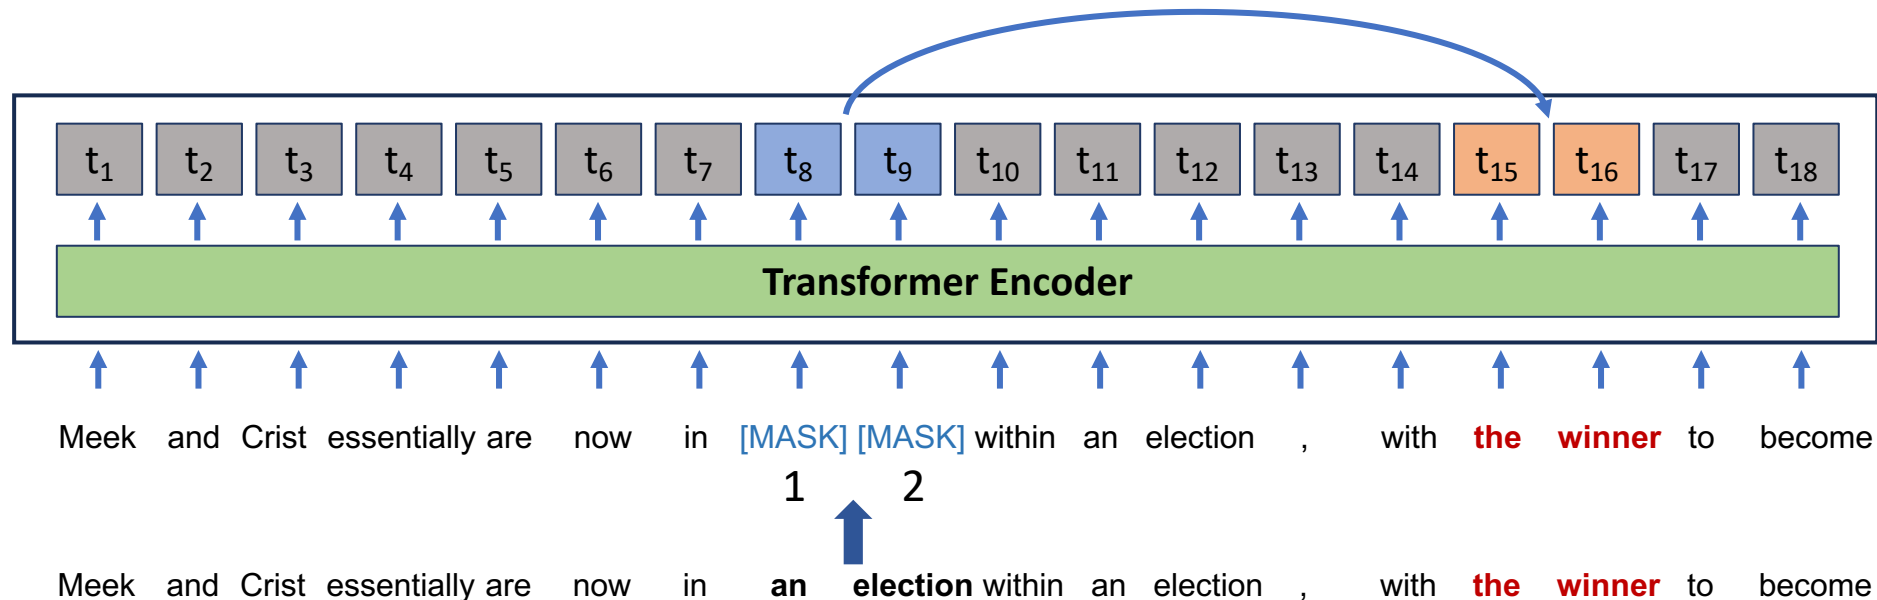 t1 t2 t3 t4 t5 t6 t7 t8 t9 t10 t11 t12 t13 t14 t15 t16 t17 t18
Transformer Encoder
Meek and Crist essentially are now in [MASK] [MASK] within an election , with the winner to become
1 2
Meek and Crist essentially are now in an election within an election , with the winner to become